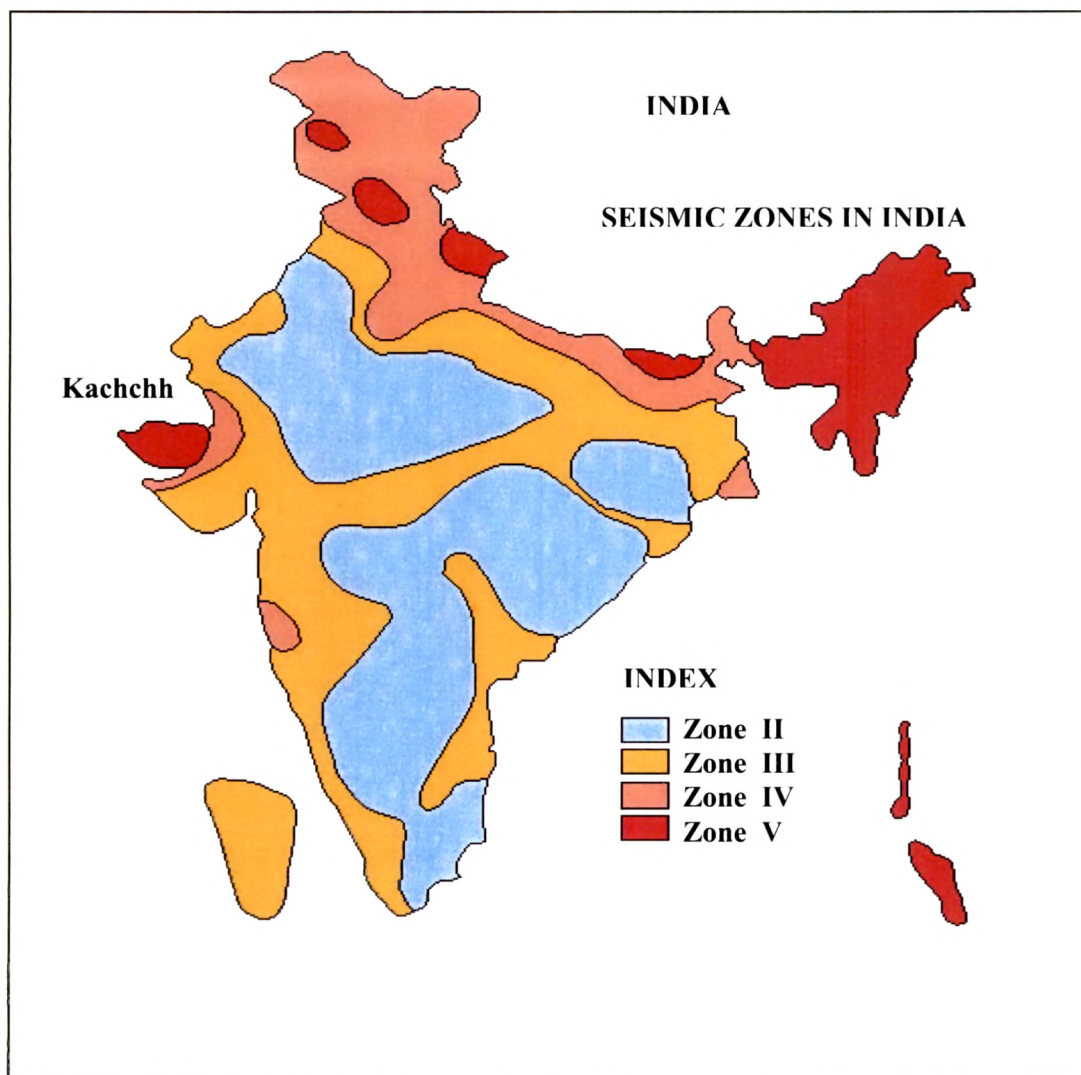 INDIA
SEISMIC ZONES IN INDIA
Kachchh
INDEX
Zone II
Zone III
Zone IV
Zone V